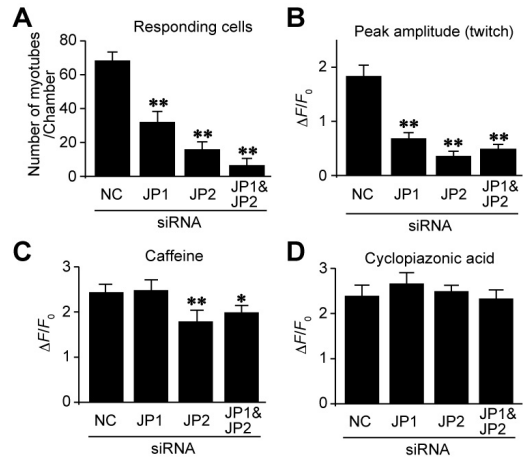 A
Responding cells
Number of myotubes
/Chamber
80
60
40
20
0
**
**
**
NC
JP1
JP2
JP1&
JP2
siRNA
B
Peak amplitude (twitch)
ΔF/F0
2
1
0
**
**
**
NC
JP1
JP2
JP1&
JP2
siRNA
C
Caffeine
ΔF/F0
3
2
1
0
**
*
NC
JP1
JP2
JP1&
JP2
siRNA
D
Cyclopiazonic acid
ΔF/F0
3
2
1
0
NC
JP1
JP2
JP1&
JP2
siRNA